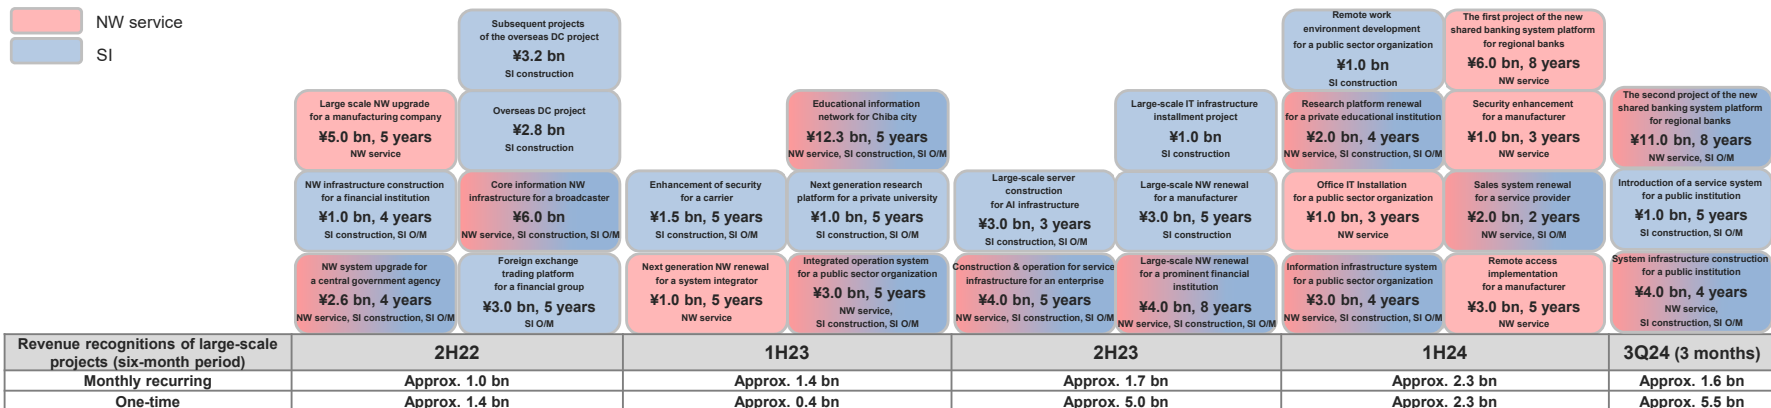 NW service
SI
Large scale NW upgrade
for a manufacturing company
¥5.0 bn, 5 years
NW service
NW infrastructure construction
for a financial institution
¥1.0 bn, 4 years
SI construction, SI O/M
NW system upgrade for
a central government agency
¥2.6 bn, 4 years
NW service, SI construction, SI O/M
Subsequent projects
of the overseas DC project
¥3.2 bn
SI construction
Overseas DC project
¥2.8 bn
SI construction
Core information NW
infrastructure for a broadcaster
¥6.0 bn
NW service, SI construction, SI O/M
Foreign exchange
trading platform
for a financial group
¥3.0 bn, 5 years
SI O/M
Enhancement of security
for a carrier
¥1.5 bn, 5 years
SI construction, SI O/M
Next generation NW renewal
for a system integrator
¥1.0 bn, 5 years
NW service
Educational information
network for Chiba city
¥12.3 bn, 5 years
NW service, SI construction, SI O/M
Next generation research
platform for a private university
¥1.0 bn, 5 years
SI construction, SI O/M
Integrated operation system
for a public sector organization
¥3.0 bn, 5 years
NW service,
SI construction, SI O/M
Large-scale server
construction
for AI infrastructure
¥3.0 bn, 3 years
SI construction, SI O/M
Construction & operation for service
infrastructure for an enterprise
¥4.0 bn, 5 years
NW service, SI construction, SI O/M
Large-scale IT infrastructure
installment project
¥1.0 bn
SI construction
Large-scale NW renewal
for a manufacturer
¥3.0 bn, 5 years
SI construction
Large-scale NW renewal
for a prominent financial
institution
¥4.0 bn, 8 years
NW service, SI construction, SI O/M
Remote work
environment development
for a public sector organization
¥1.0 bn
SI construction
Research platform renewal
for a private educational institution
¥2.0 bn, 4 years
NW service, SI construction, SI O/M
Office IT Installation
for a public sector organization
¥1.0 bn, 3 years
NW service
Information infrastructure system
for a public sector organization
¥3.0 bn, 4 years
NW service, SI construction, SI O/M
The first project of the new
shared banking system platform
for regional banks
¥6.0 bn, 8 years
NW service
Security enhancement
for a manufacturer
¥1.0 bn, 3 years
NW service
Sales system renewal
for a service provider
¥2.0 bn, 2 years
NW service, SI O/M
Remote access
implementation
for a manufacturer
¥3.0 bn, 5 years
NW service
The second project of the new
shared banking system platform
for regional banks
¥11.0 bn, 8 years
NW service, SI O/M
Introduction of a service system
for a public institution
¥1.0 bn, 5 years
SI construction, SI O/M
System infrastructure construction
for a public institution
¥4.0 bn, 4 years
NW service,
SI construction, SI O/M
Revenue recognitions of large-scale
projects (six-month period)
2H22
1H23
2H23
1H24
3Q24 (3 months)
Monthly recurring
Approx. 1.0 bn
Approx. 1.4 bn
Approx. 1.7 bn
Approx. 2.3 bn
Approx. 1.6 bn
One-time
Approx. 1.4 bn
Approx. 0.4 bn
Approx. 5.0 bn
Approx. 2.3 bn
Approx. 5.5 bn